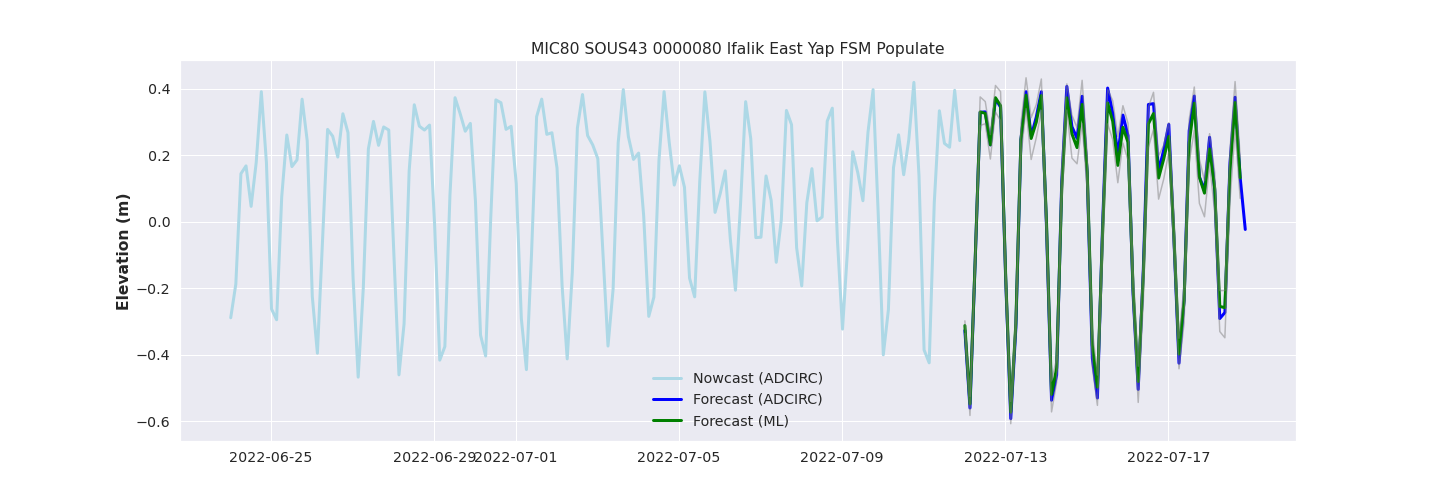 MIC80 SOUS43 0000080 Ifalik East Yap FSM Populate
Elevation (m)
0.4
0.2
0.0
−0.2
−0.4
−0.6
Nowcast (ADCIRC)
Forecast (ADCIRC)
Forecast (ML)
2022-06-25 2022-06-29 2022-07-01 2022-07-05 2022-07-09 2022-07-13 2022-07-17